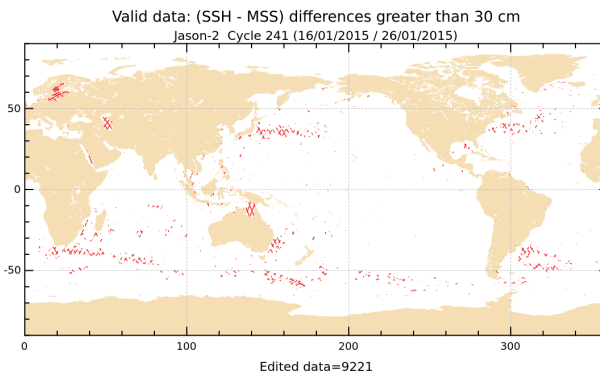 Valid data: (SSH - MSS) differences greater than 30 cm
Jason-2 Cycle 241 (16/01/2015 / 26/01/2015)
50
0
-50
0 100 200 300
Edited data=9221